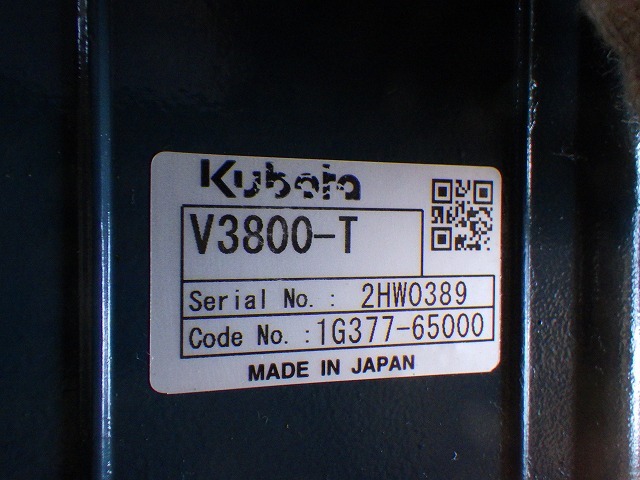 Kubota
V3800-T
Serial No. : 2HW0389
Code No. :1G377-65000
MADE IN JAPAN